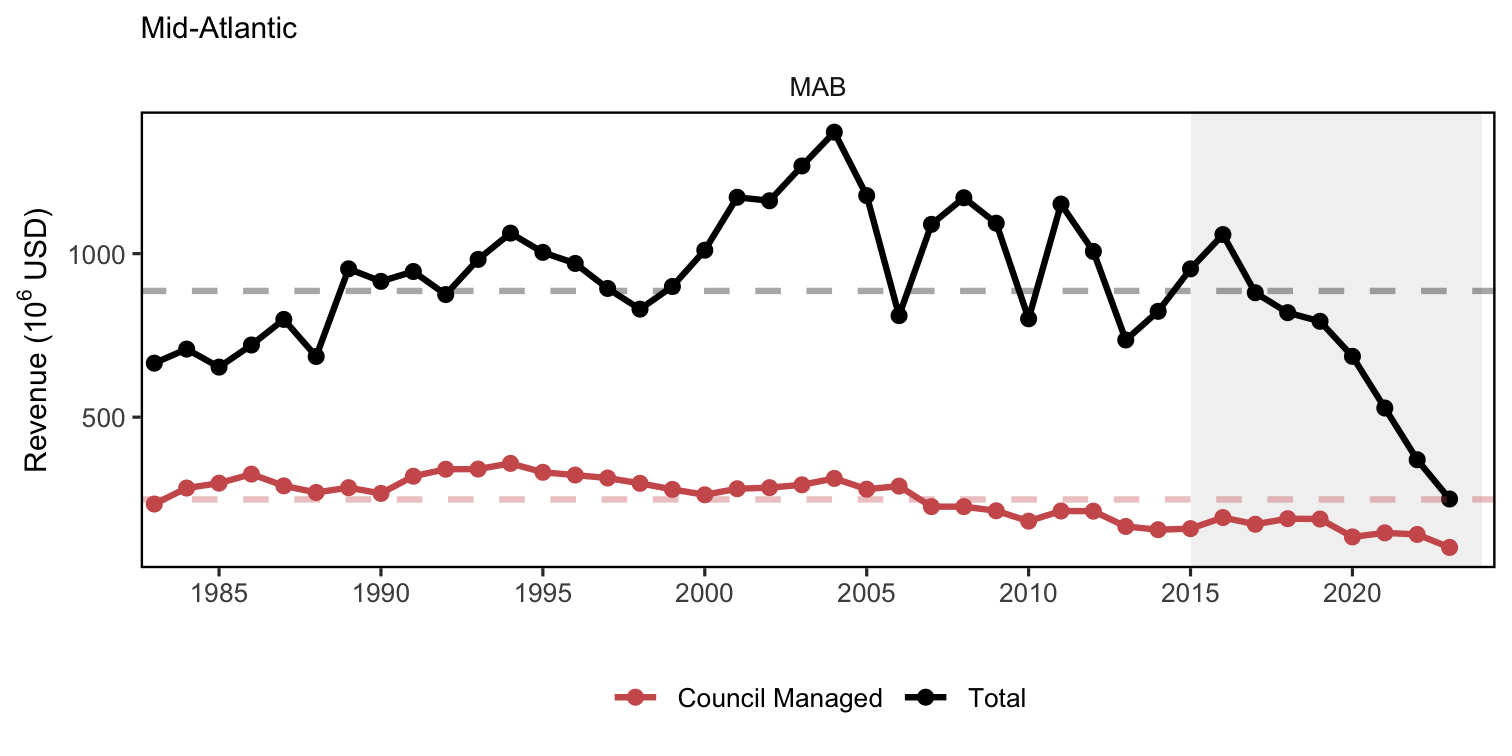 Mid-Atlantic
MAB
Revenue (10⁶ USD)
1000
500
1985 1990 1995 2000 2005 2010 2015 2020
Council Managed Total